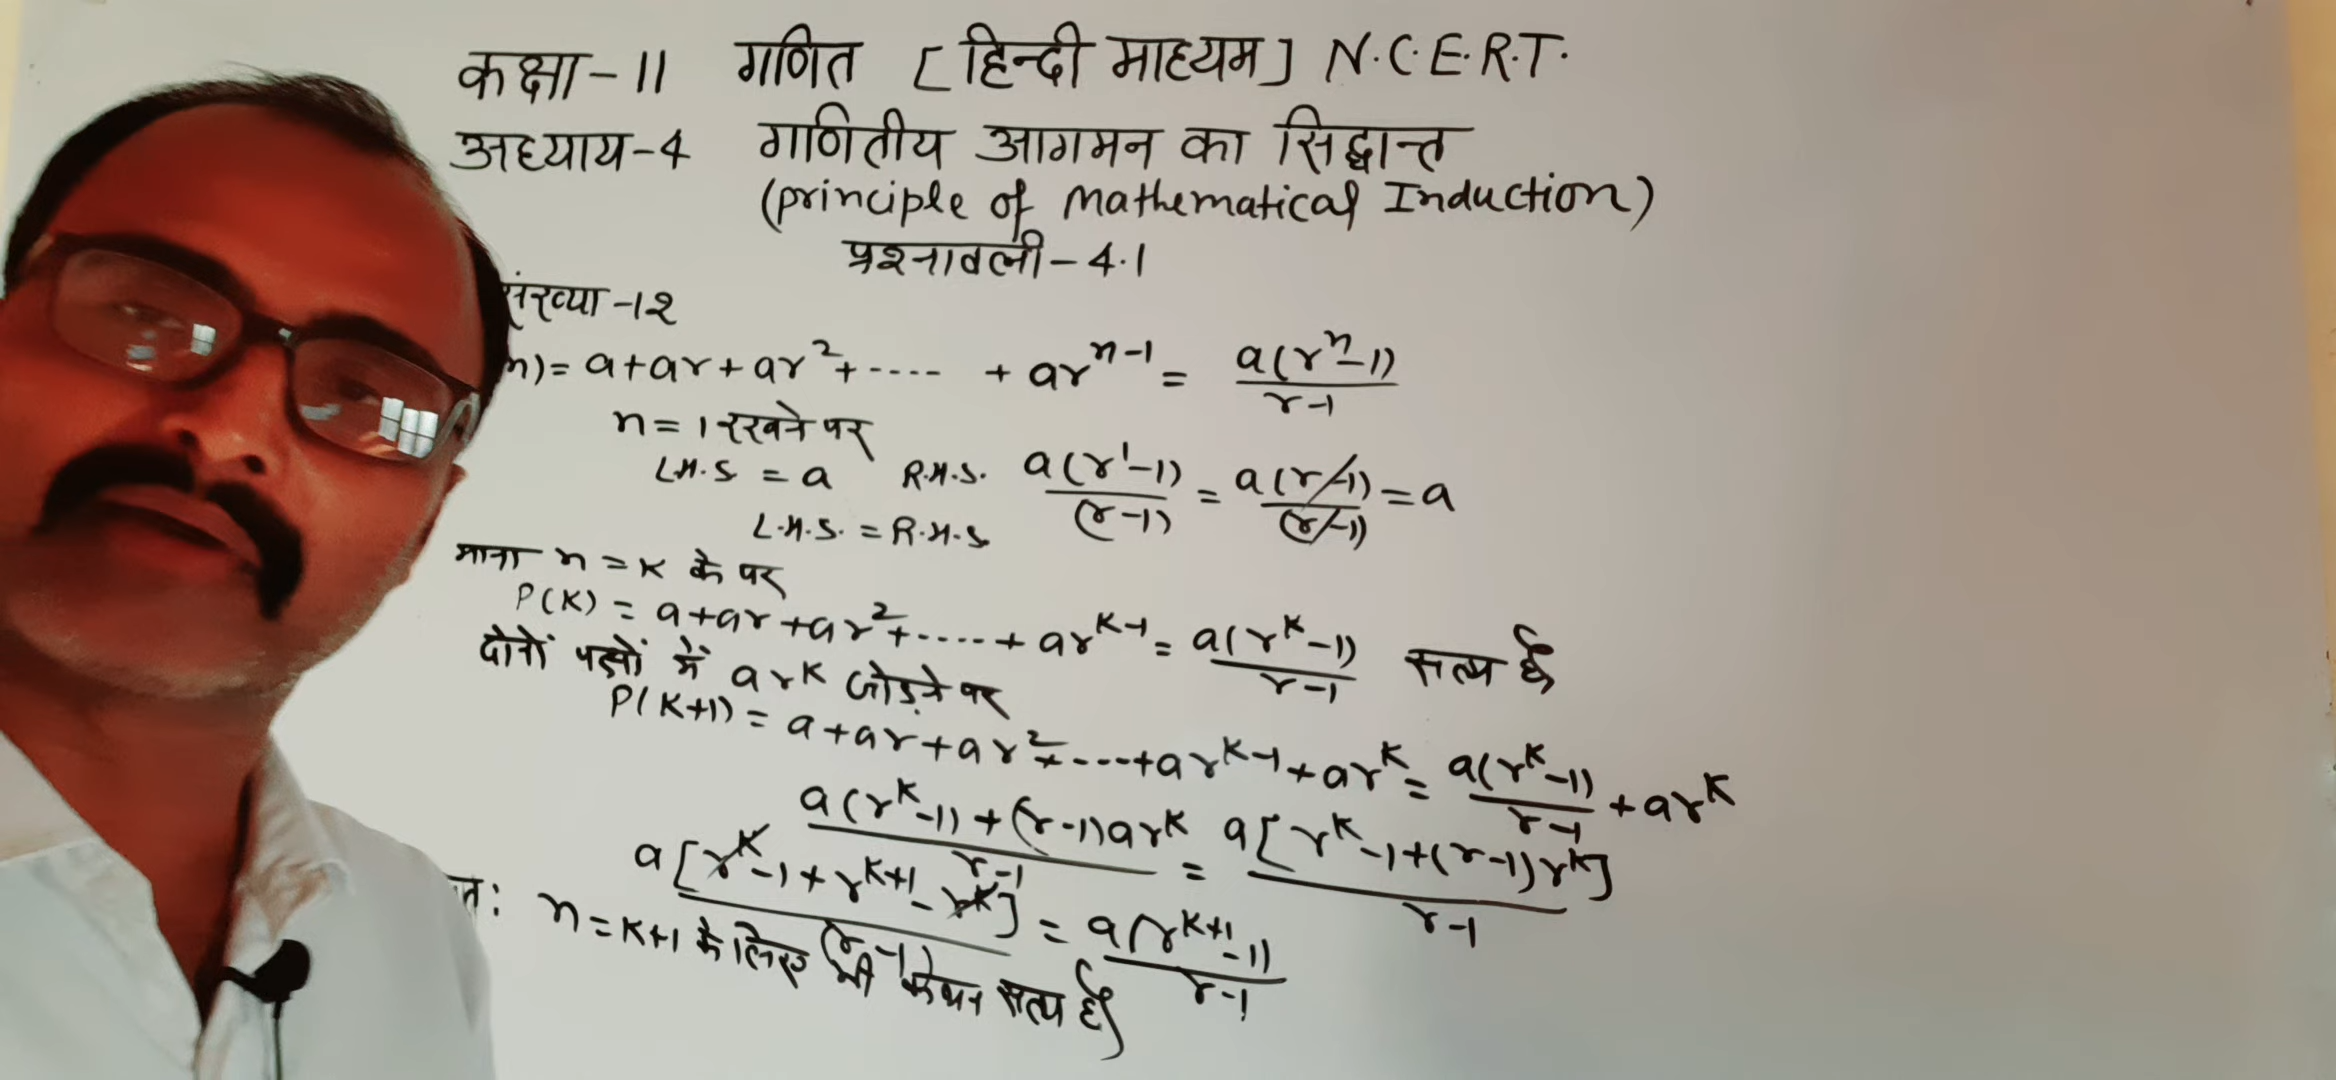 कक्षा-11 गणित [हिन्दी माध्यम] N.C.E.R.T.
अध्याय-4 गणितीय आगमन का सिद्धान्त
(principle of Mathematical Induction)
प्रश्नावली-4.1
संख्या-12
n) = a+ar+ar²+---- + arⁿ⁻¹ = a(rⁿ-1)/r-1
n=1 रखने पर
L.H.S = a R.H.S. a(r¹-1)/(r-1) = a(r-1)/(r-1) = a
L.H.S. = R.H.S
माना n = K के पर
P(K) = a+ar+ar²+----+ arᴷ⁻¹ = a(rᴷ-1)/r-1 सत्य है
दोनों पक्षों में arᴷ जोड़ने पर
P(K+1) = a+ar+ar²+---+arᴷ⁻¹+arᴷ = a(rᴷ-1)/r-1 + arᴷ
a(rᴷ-1)+(r-1)arᴷ/r-1 = a[rᴷ-1+(r-1)rᴷ]/r-1
a[rᴷ-1+rᴷ⁺¹-rᴷ]/(r-1) = a(rᴷ⁺¹-1)/r-1
त: n=K+1 के लिए भी कथन सत्य है